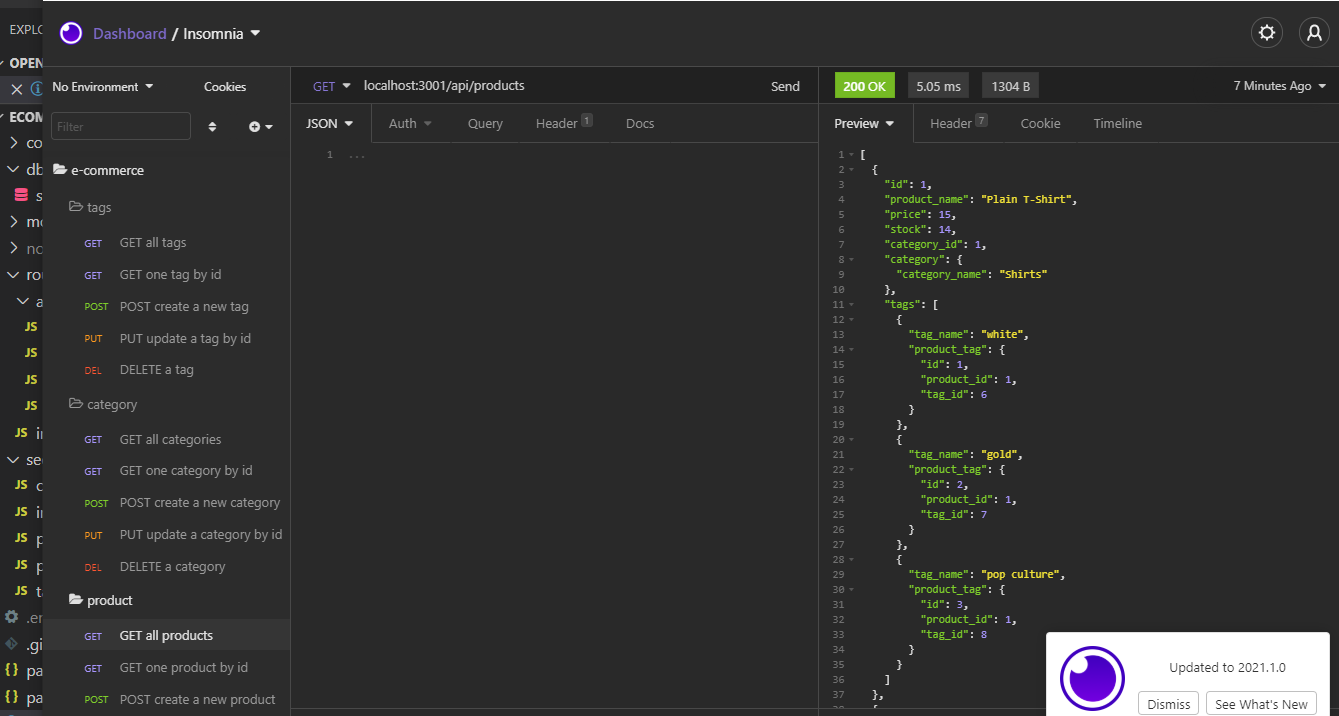 EXPLO
OPEN
ECOM
co
db
s
mo
no
rou
a
JS
JS
JS
JS
JS in
see
JS c
JS in
JS p
JS p
JS ta
.en
.gi
{} pa
{} pa
Dashboard / Insomnia
No Environment Cookies
Filter
e-commerce
tags
GET GET all tags
GET GET one tag by id
POST POST create a new tag
PUT PUT update a tag by id
DEL DELETE a tag
category
GET GET all categories
GET GET one category by id
POST POST create a new category
PUT PUT update a category by id
DEL DELETE a category
product
GET GET all products
GET GET one product by id
POST POST create a new product
GET localhost:3001/api/products Send
JSON Auth Query Header 1 Docs
1 ...
200 OK 5.05 ms 1304 B 7 Minutes Ago
Preview Header 7 Cookie Timeline
1 [
2 {
3 "id": 1,
4 "product_name": "Plain T-Shirt",
5 "price": 15,
6 "stock": 14,
7 "category_id": 1,
8 "category": {
9 "category_name": "Shirts"
10 },
11 "tags": [
12 {
13 "tag_name": "white",
14 "product_tag": {
15 "id": 1,
16 "product_id": 1,
17 "tag_id": 6
18 }
19 },
20 {
21 "tag_name": "gold",
22 "product_tag": {
23 "id": 2,
24 "product_id": 1,
25 "tag_id": 7
26 }
27 },
28 {
29 "tag_name": "pop culture",
30 "product_tag": {
31 "id": 3,
32 "product_id": 1,
33 "tag_id": 8
34 }
35 }
36 ]
37 },
Updated to 2021.1.0
Dismiss See What's New